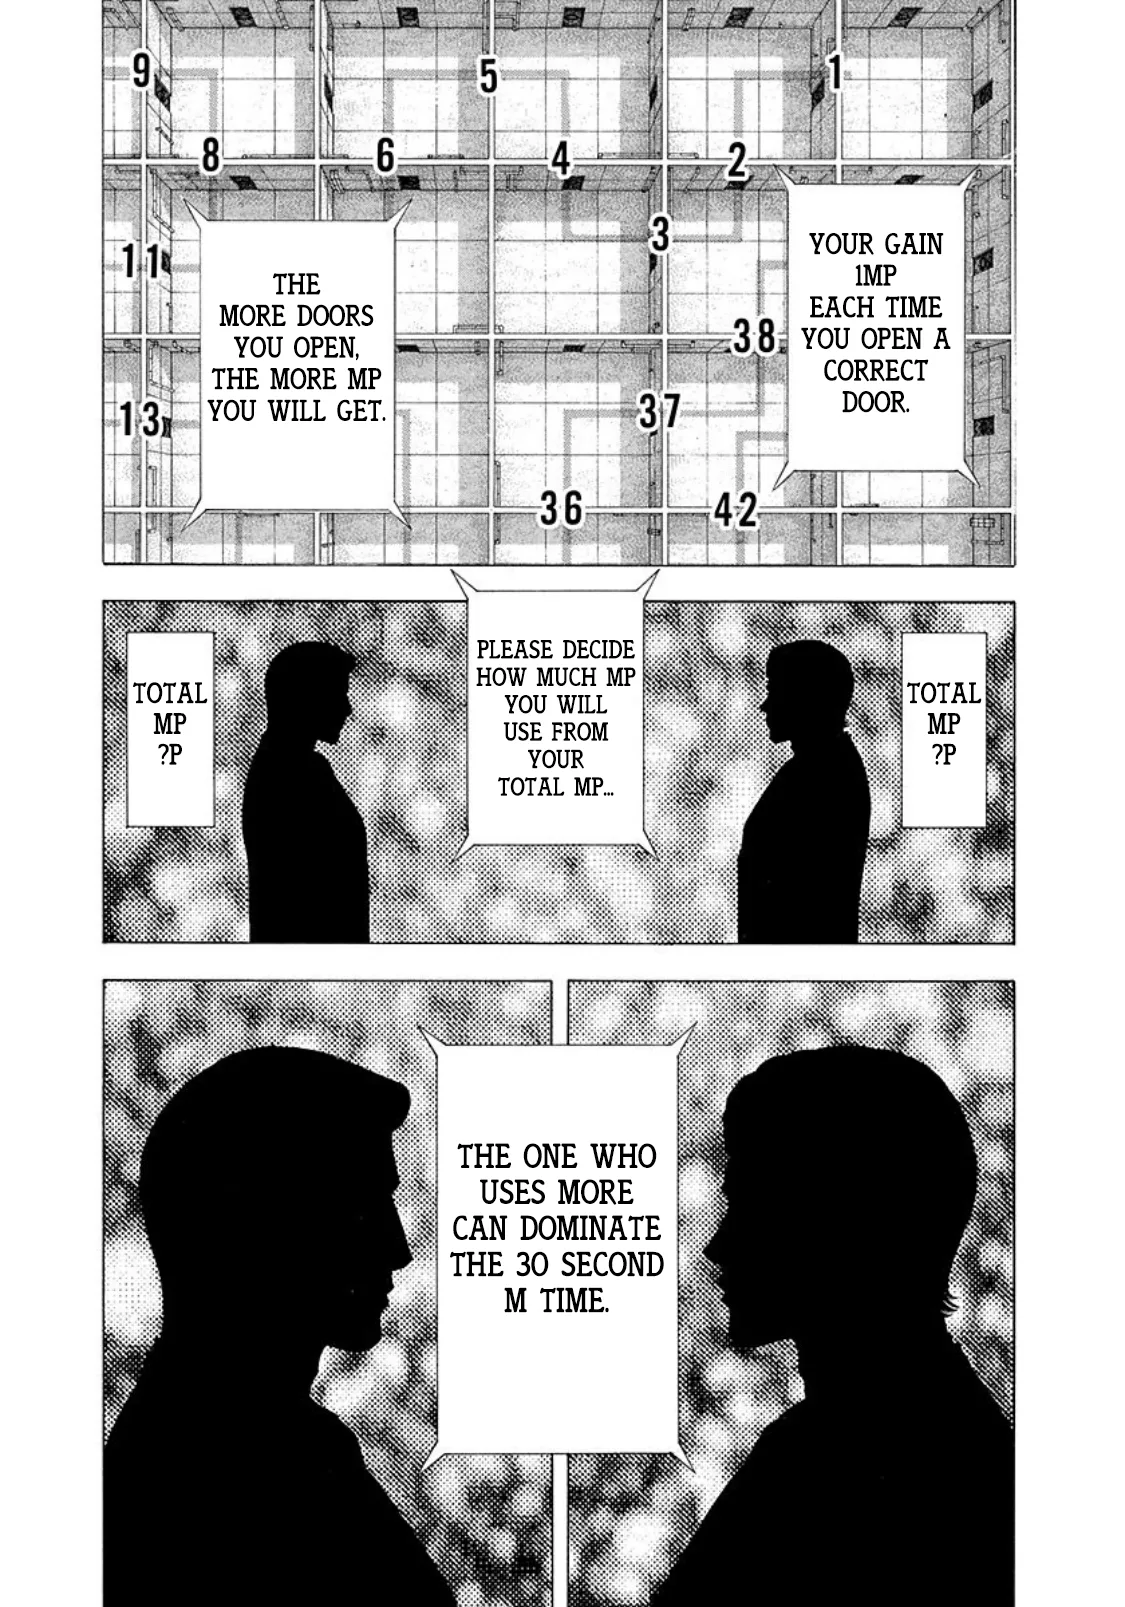 9
5
1
8
6
4
2
YOUR GAIN
1MP
EACH TIME
YOU OPEN A
CORRECT
DOOR.
3
11
THE
MORE DOORS
YOU OPEN,
THE MORE MP
YOU WILL GET.
38
13
37
36
42
TOTAL
MP
?P
PLEASE DECIDE
HOW MUCH MP
YOU WILL
USE FROM
YOUR
TOTAL MP...
TOTAL
MP
?P
THE ONE WHO
USES MORE
CAN DOMINATE
THE 30 SECOND
M TIME.